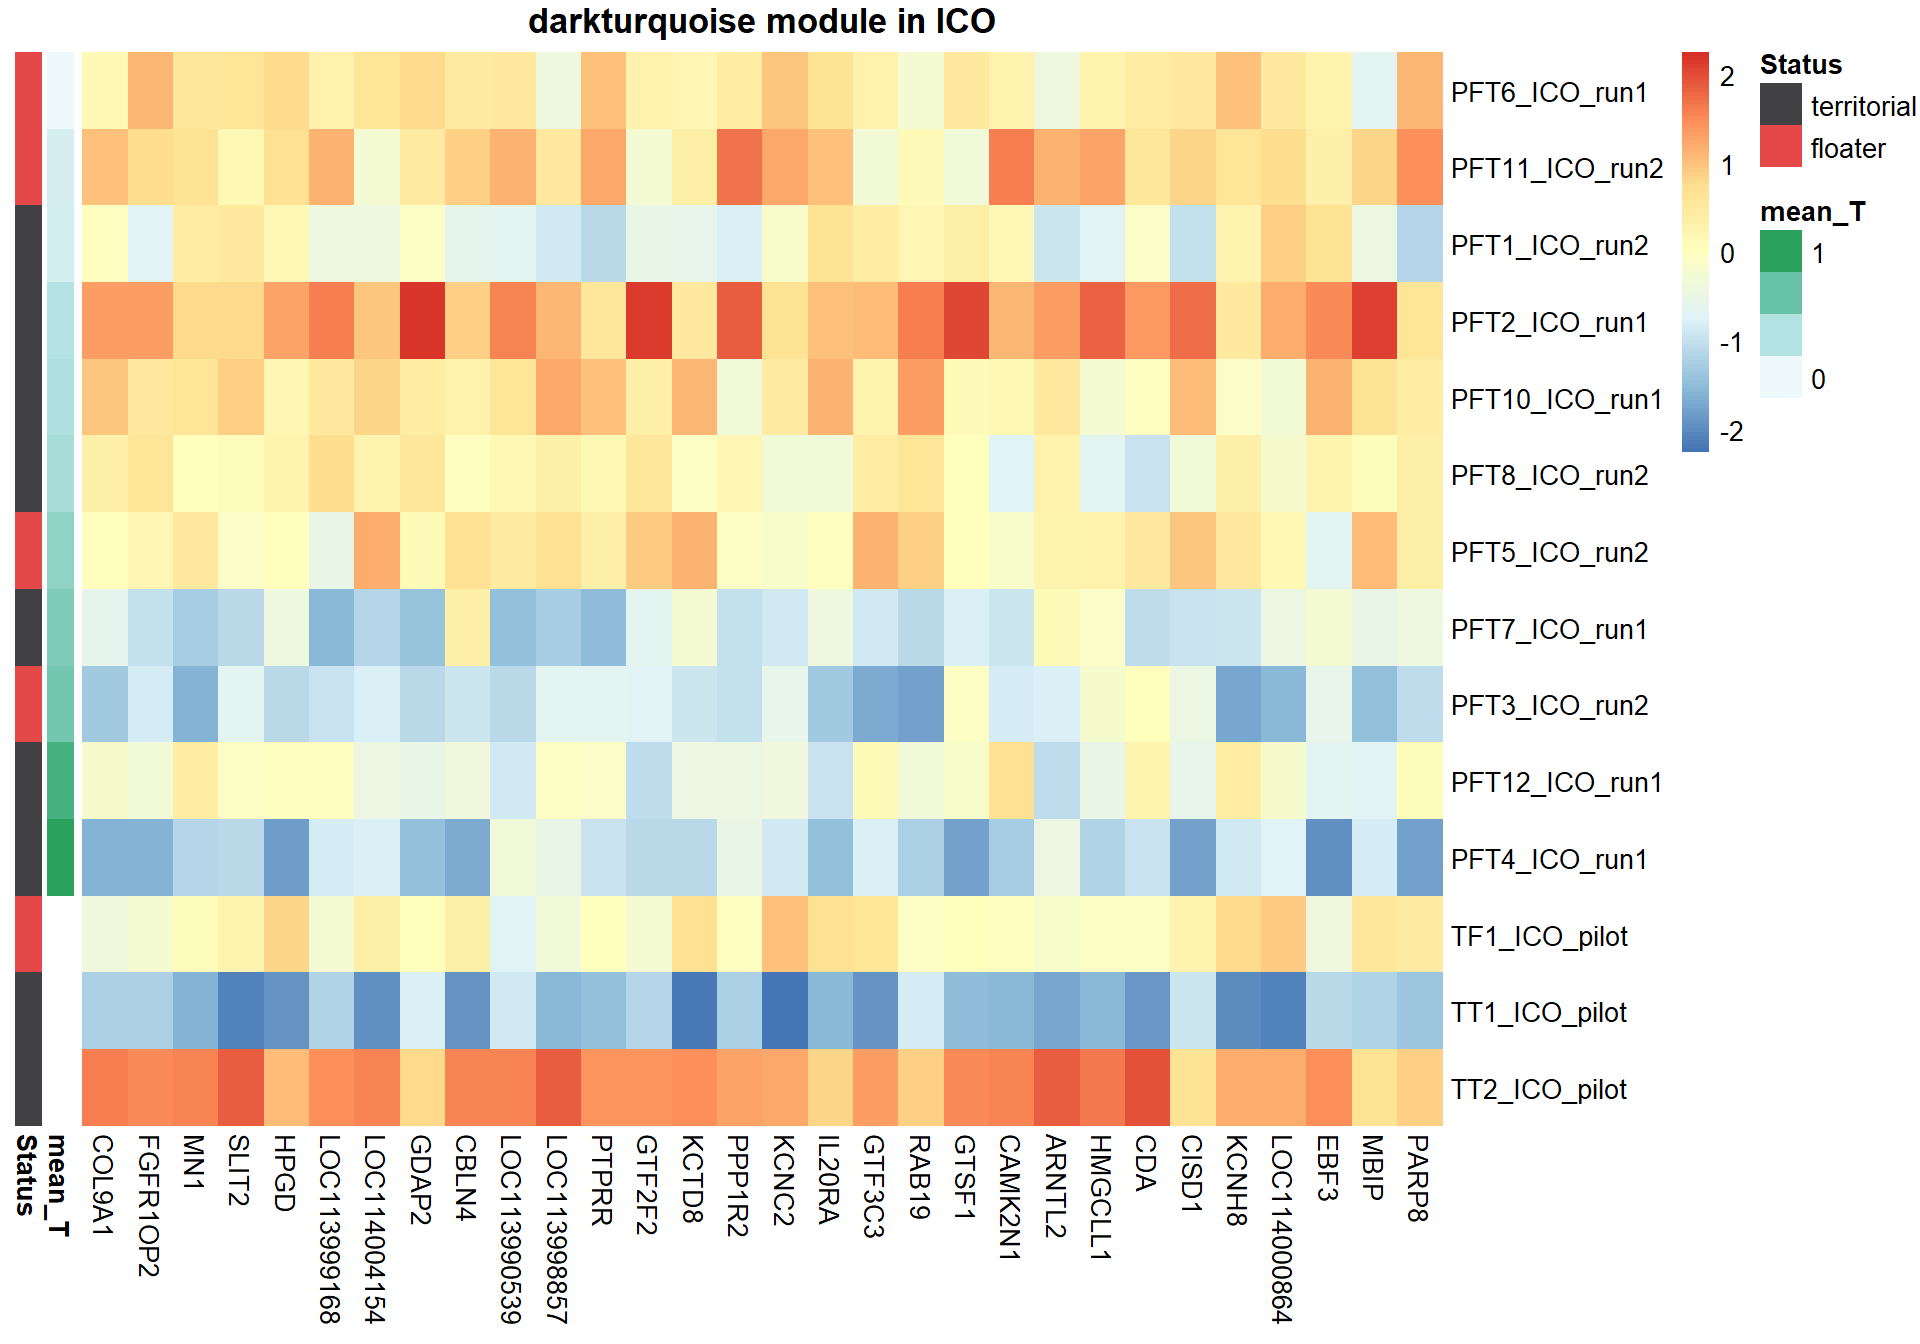 darkturquoise module in ICO
PFT6_ICO_run1
PFT11_ICO_run2
PFT1_ICO_run2
PFT2_ICO_run1
PFT10_ICO_run1
PFT8_ICO_run2
PFT5_ICO_run2
PFT7_ICO_run1
PFT3_ICO_run2
PFT12_ICO_run1
PFT4_ICO_run1
TF1_ICO_pilot
TT1_ICO_pilot
TT2_ICO_pilot
2
1
0
-1
-2
Status
territorial
floater
mean_T
1
0
Status
mean_T
COL9A1
FGFR1OP2
MN1
SLIT2
HPGD
LOC113999168
LOC114004154
GDAP2
CBLN4
LOC113990539
LOC113998857
PTPRR
GTF2F2
KCTD8
PPP1R2
KCNC2
IL20RA
GTF3C3
RAB19
GTSF1
CAMK2N1
ARNTL2
HMGCLL1
CDA
CISD1
KCNH8
LOC114000864
EBF3
MBIP
PARP8